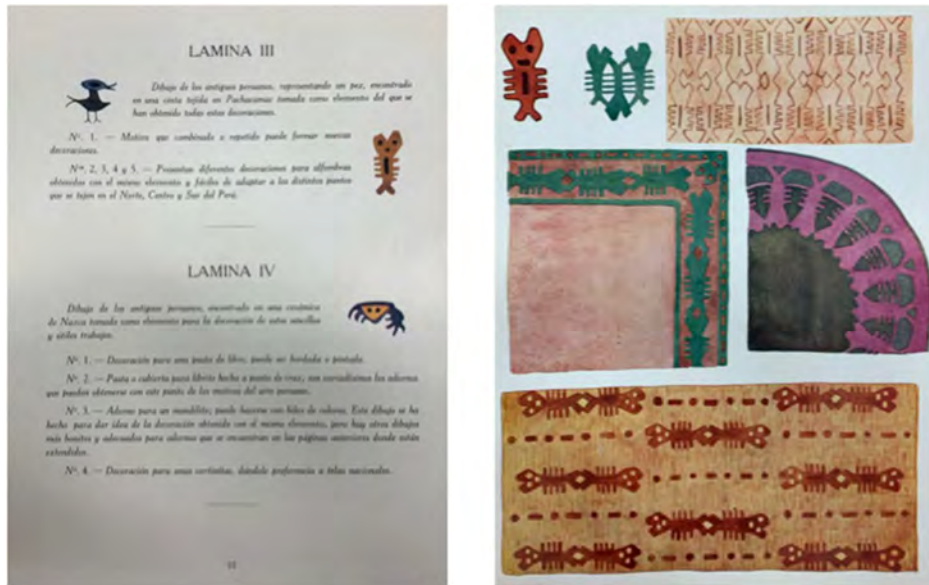 LAMINA III
Dibujo de los antiguos peruanos, representando un pez, encontrado
en una cinta tejida en Pachacamac tomada como elemento del que se
han obtenido todas estas decoraciones.
Nº. 1. — Motivo que combinado o repetido puede formar nuevas
decoraciones.
Nos. 2, 3, 4 y 5. — Presentan diferentes decoraciones para alfombras
obtenidas con el mismo elemento y fáciles de adaptar a los distintos puntos
que se tejen en el Norte, Centro y Sur del Perú.
LAMINA IV
Dibujo de los antiguos peruanos, encontrado en una cerámica
de Nazca tomada como elemento para la decoración de estos sencillos
y útiles trabajos.
Nº. 1. — Decoración para una pasta de libro, puede ser bordada o pintada.
Nº. 2. — Pasta o cubierta para librito hecha a punto de cruz; son variadísimos los adornos
que pueden obtenerse con este punto de los motivos del arte peruano.
Nº. 3. — Adorno para un mandilito; puede hacerse con hilos de colores. Este dibujo se ha
hecho para dar idea de la decoración obtenida con el mismo elemento, pero hay otros dibujos
más bonitos y adecuados para adornos que se encuentran en las páginas anteriores donde están
extendidos.
Nº. 4. — Decoración para unas cortinitas, dándole preferencia a telas nacionales.